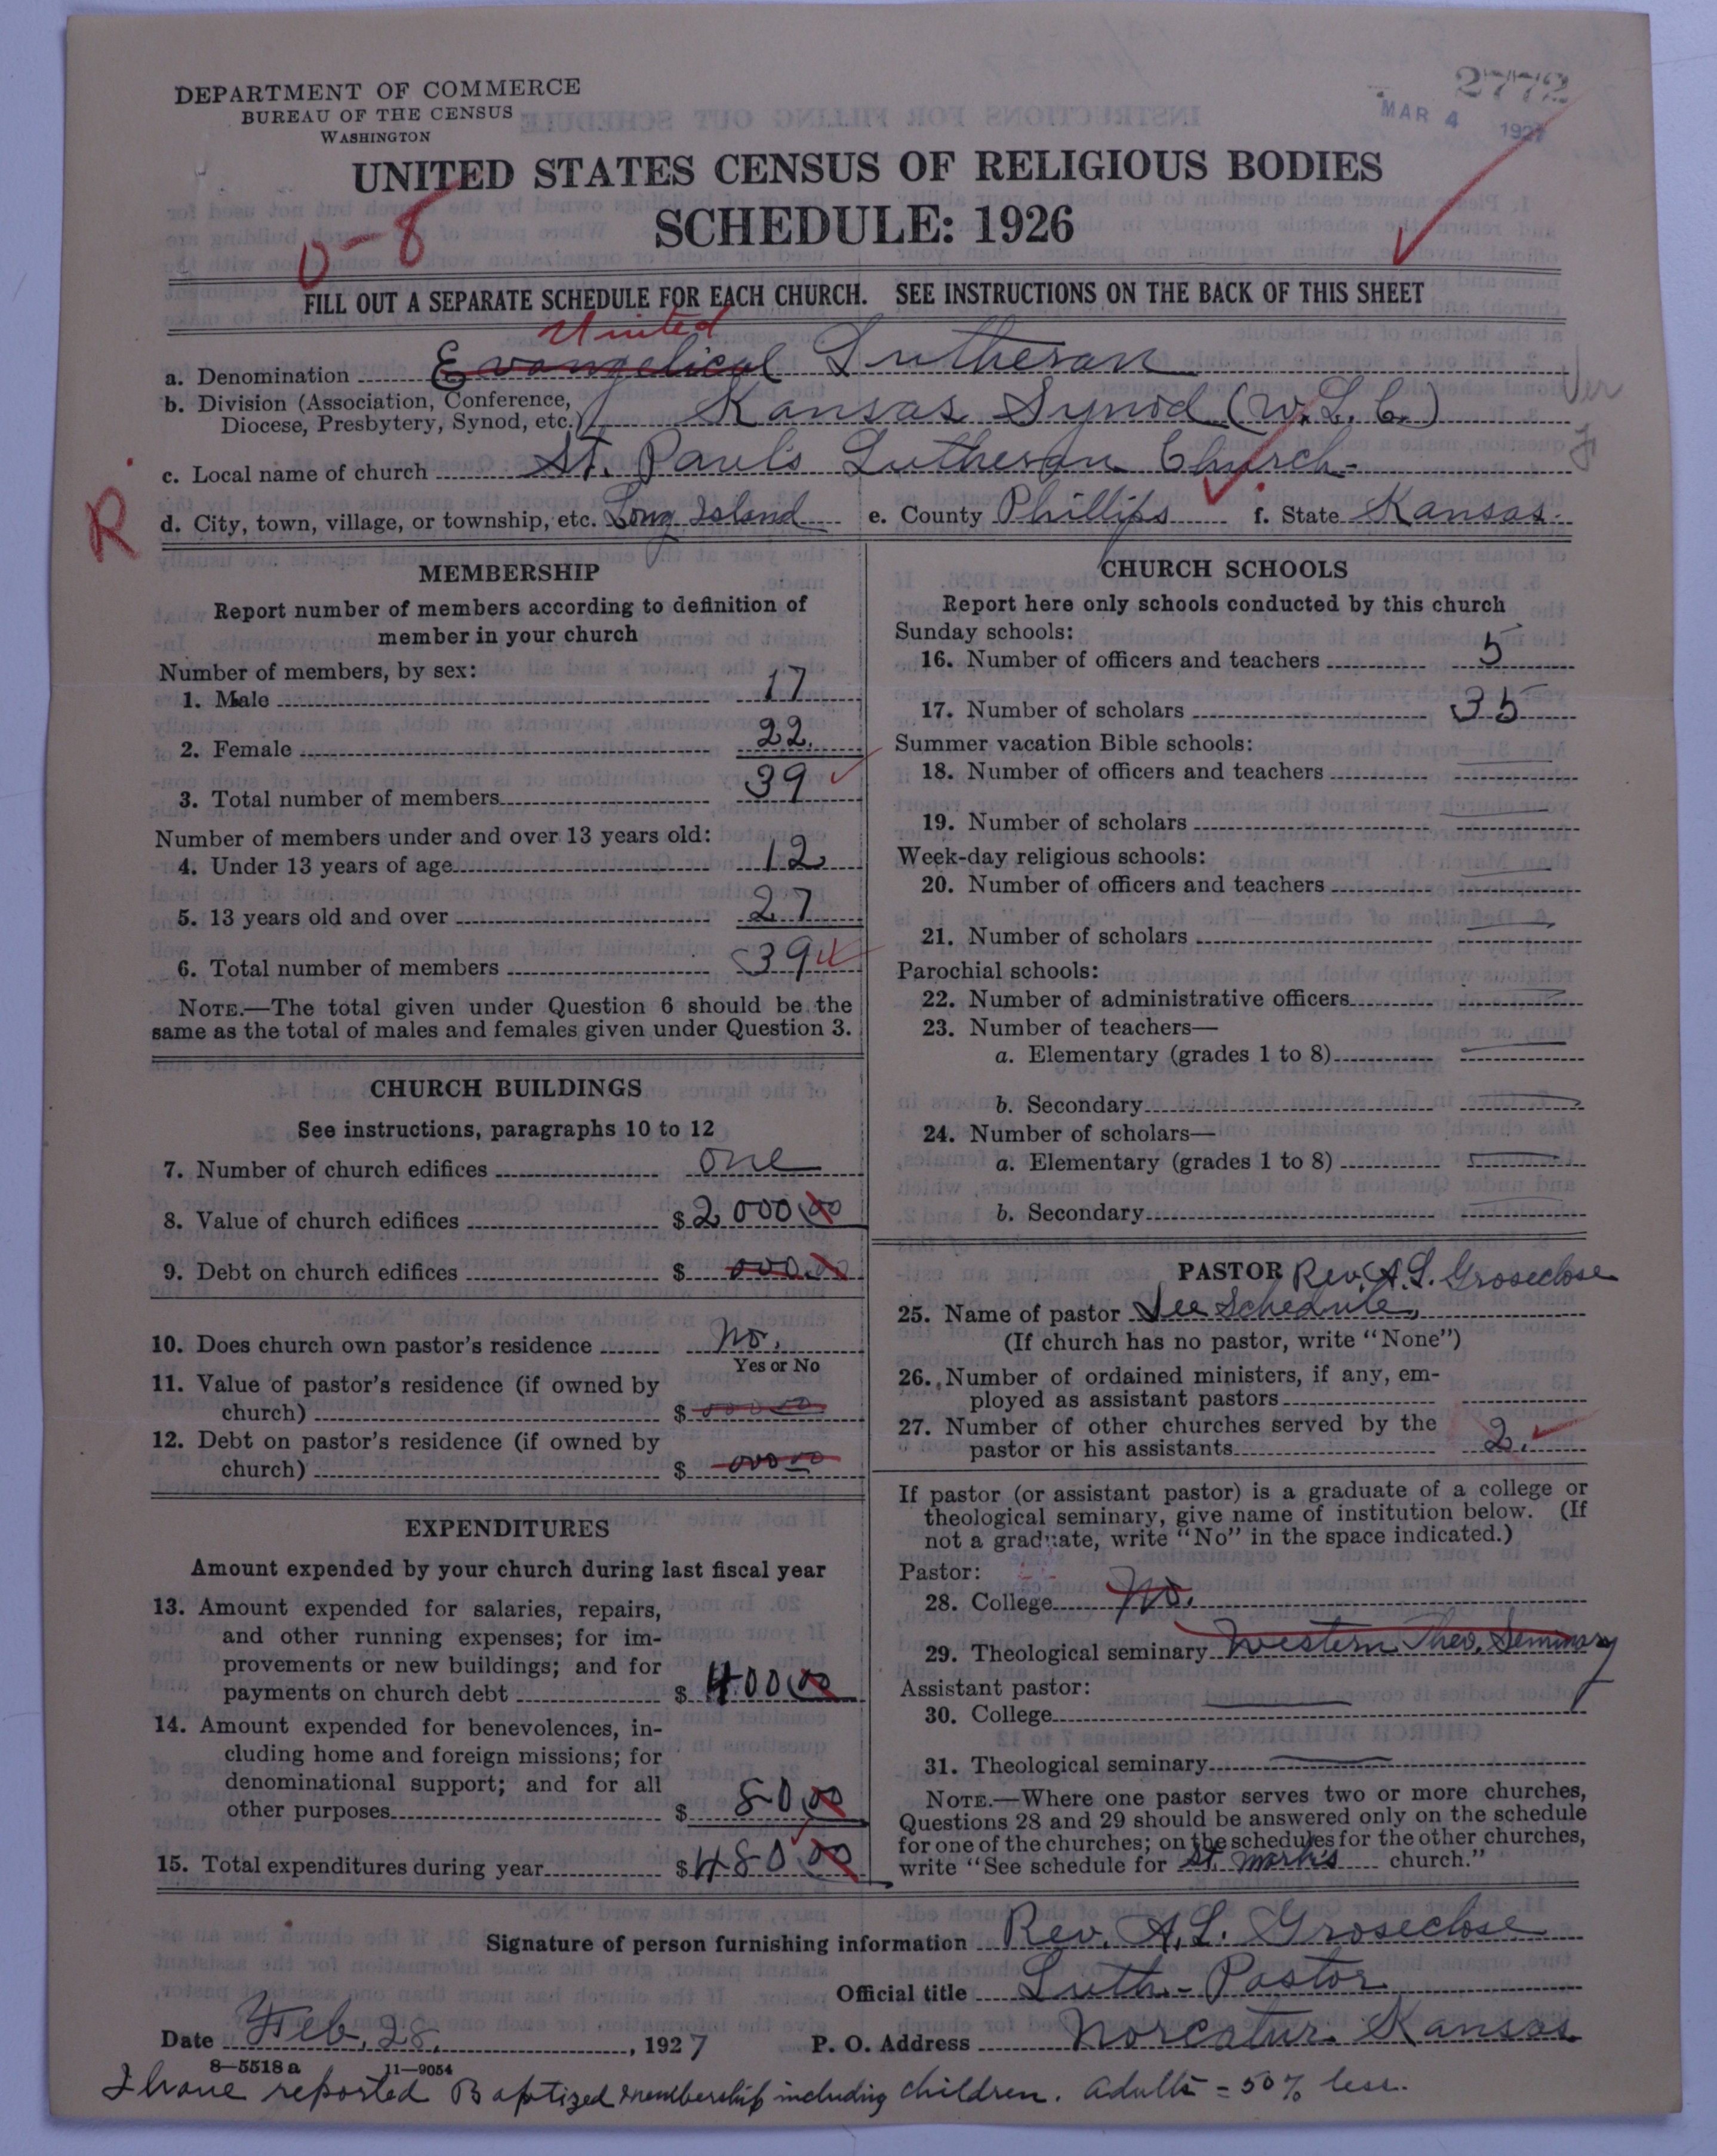 DEPARTMENT OF COMMERCE
BUREAU OF THE CENSUS
WASHINGTON
2772
MAR 4 1927
UNITED STATES CENSUS OF RELIGIOUS BODIES
SCHEDULE: 1926
0-8
FILL OUT A SEPARATE SCHEDULE FOR EACH CHURCH. SEE INSTRUCTIONS ON THE BACK OF THIS SHEET
United
a. Denomination Evangelical Lutheran
b. Division (Association, Conference,
Diocese, Presbytery, Synod, etc.) Kansas Synod (U.L.C.)
c. Local name of church St. Paul's Lutheran Church
R
d. City, town, village, or township, etc. Long Island e. County Phillips f. State Kansas.
MEMBERSHIP
Report number of members according to definition of
member in your church
Number of members, by sex:
1. Male 17
2. Female 22
3. Total number of members 39
Number of members under and over 13 years old:
4. Under 13 years of age 12
5. 13 years old and over 27
6. Total number of members 39
NOTE.—The total given under Question 6 should be the
same as the total of males and females given under Question 3.
CHURCH BUILDINGS
See instructions, paragraphs 10 to 12
7. Number of church edifices one
8. Value of church edifices $ 2000.00
9. Debt on church edifices $ 000.00
10. Does church own pastor's residence No.
Yes or No
11. Value of pastor's residence (if owned by
church) $ 000.00
12. Debt on pastor's residence (if owned by
church) $ 000.00
EXPENDITURES
Amount expended by your church during last fiscal year
13. Amount expended for salaries, repairs,
and other running expenses; for im-
provements or new buildings; and for
payments on church debt $ 400.00
14. Amount expended for benevolences, in-
cluding home and foreign missions; for
denominational support; and for all
other purposes $ 80.00
15. Total expenditures during year $ 480.00
CHURCH SCHOOLS
Report here only schools conducted by this church
Sunday schools:
16. Number of officers and teachers 5
17. Number of scholars 35
Summer vacation Bible schools:
18. Number of officers and teachers
19. Number of scholars
Week-day religious schools:
20. Number of officers and teachers
21. Number of scholars
Parochial schools:
22. Number of administrative officers
23. Number of teachers—
a. Elementary (grades 1 to 8)
b. Secondary
24. Number of scholars—
a. Elementary (grades 1 to 8)
b. Secondary
PASTOR Rev. A. L. Groseclose
25. Name of pastor See Schedule,
(If church has no pastor, write "None")
26. Number of ordained ministers, if any, em-
ployed as assistant pastors
27. Number of other churches served by the
pastor or his assistants 2.
If pastor (or assistant pastor) is a graduate of a college or
theological seminary, give name of institution below. (If
not a graduate, write "No" in the space indicated.)
Pastor:
28. College No.
29. Theological seminary Western Theo. Seminary
Assistant pastor:
30. College
31. Theological seminary
NOTE.—Where one pastor serves two or more churches,
Questions 28 and 29 should be answered only on the schedule
for one of the churches; on the schedules for the other churches,
write "See schedule for St. Mark's church."
Signature of person furnishing information Rev. A. L. Groseclose
Official title Luth. Pastor
Date Feb. 28, 1927 P. O. Address Norcatur Kansas
8—5518 a 11—9054
I have reported Baptized membership including children. Adults = 50% less.